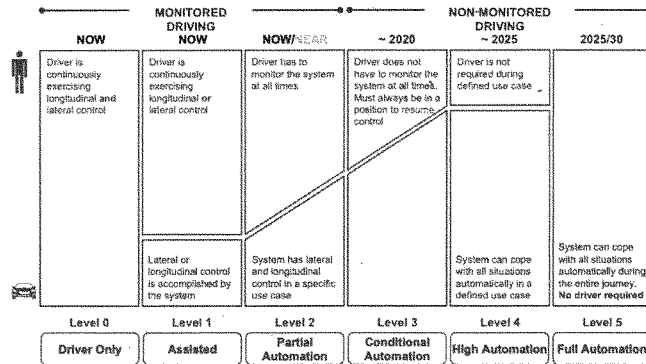 MONITORED
DRIVING
NON-MONITORED
DRIVING
NOW
NOW
NOW/NEAR
~ 2020
~ 2025
2025/30
Driver is
continuously
exercising
longitudinal and
lateral control
Driver is
continuously
exercising
longitudinal or
lateral control
Driver has to
monitor the system
at all times
Driver does not
have to monitor the
system at all times.
Must always be in a
position to resume
control
Driver is not
required during
defined use case
Lateral or
longitudinal control
is accomplished by
the system
System has lateral
and longitudinal
control in a specific
use case
System can cope
with all situations
automatically in a
defined use case
System can cope
with all situations
automatically during
the entire journey.
No driver required
Level 0
Level 1
Level 2
Level 3
Level 4
Level 5
Driver Only
Assisted
Partial
Automation
Conditional
Automation
High Automation
Full Automation